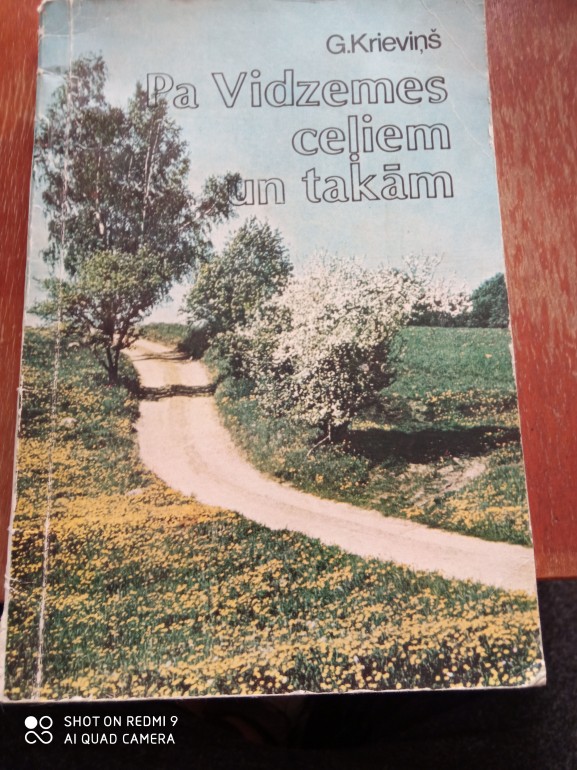 G.Krieviņš
Pa Vidzemes
ceļiem
un takām
SHOT ON REDMI 9
AI QUAD CAMERA